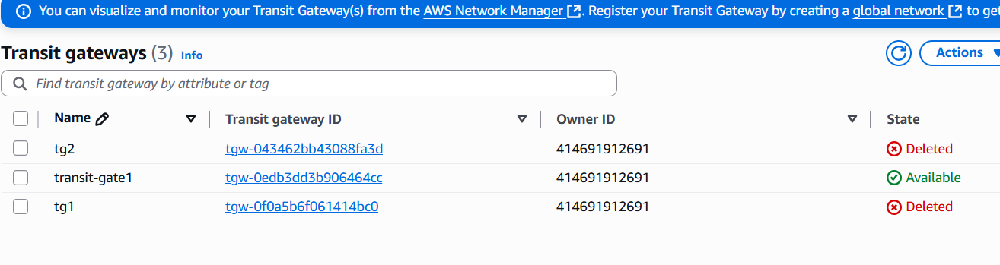 You can visualize and monitor your Transit Gateway(s) from the AWS Network Manager. Register your Transit Gateway by creating a global network to get
Transit gateways (3) Info
Actions
Find transit gateway by attribute or tag
Name Transit gateway ID Owner ID State
tg2 tgw-043462bb43088fa3d 414691912691 Deleted
transit-gate1 tgw-0edb3dd3b906464cc 414691912691 Available
tg1 tgw-0f0a5b6f061414bc0 414691912691 Deleted